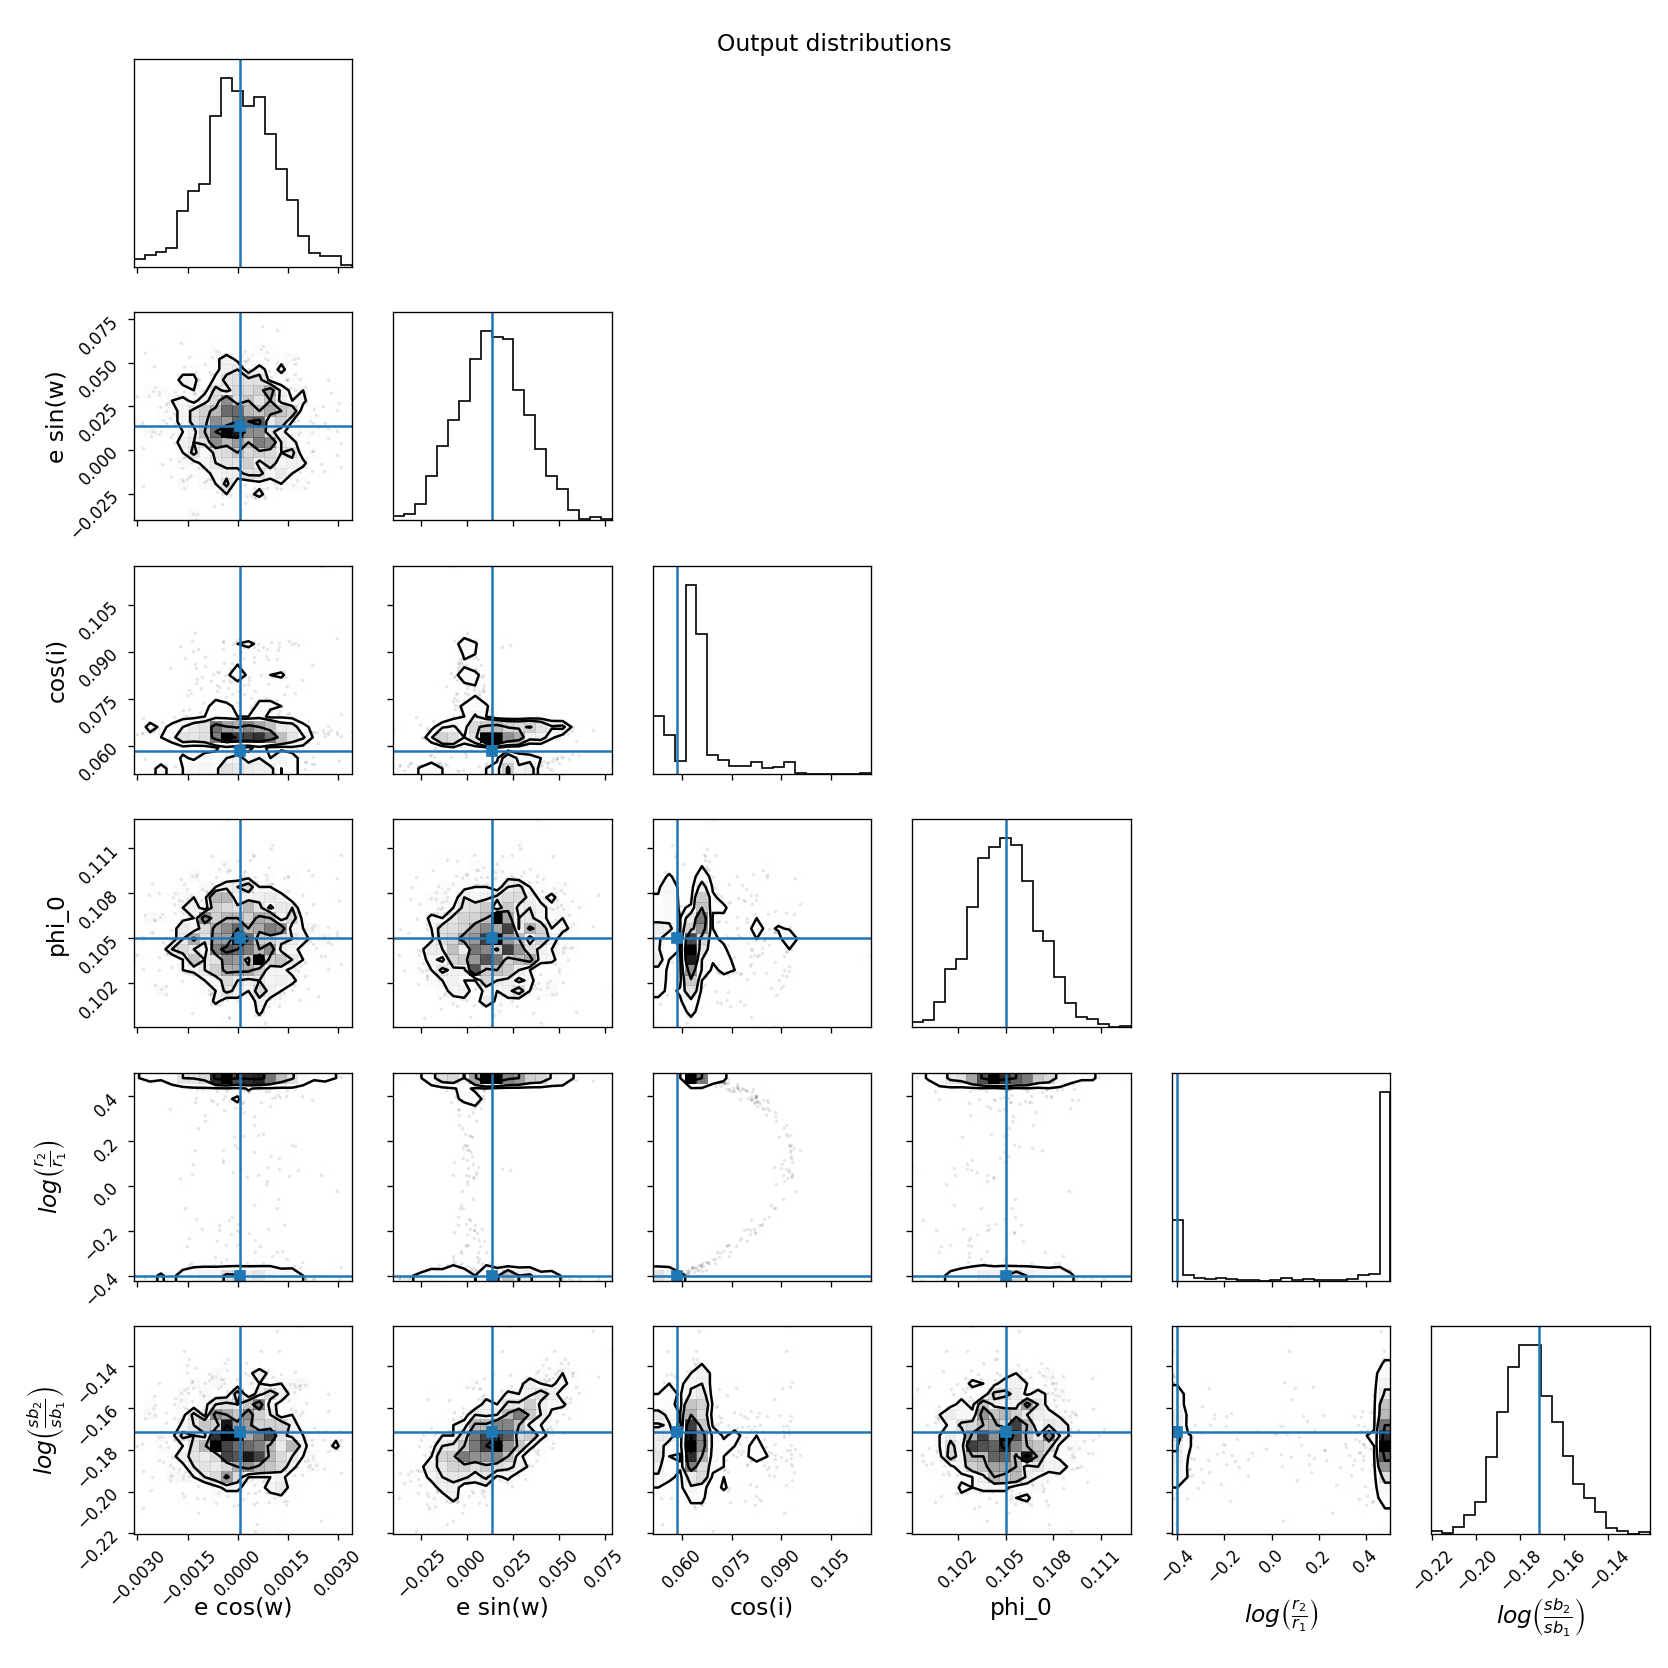 Output distributions
e sin(w)
0.075
0.050
0.025
0.000
−0.025
cos(i)
0.105
0.090
0.075
0.060
phi_0
0.111
0.108
0.105
0.102
log(r₂/r₁)
0.4
0.2
0.0
−0.2
−0.4
log(sb₂/sb₁)
−0.14
−0.16
−0.18
−0.20
−0.22
−0.0030 −0.0015 0.0000 0.0015 0.0030
−0.025 0.000 0.025 0.050 0.075
0.060 0.075 0.090 0.105
0.102 0.105 0.108 0.111
−0.4 −0.2 0.0 0.2 0.4
−0.22 −0.20 −0.18 −0.16 −0.14
e cos(w)
e sin(w)
cos(i)
phi_0
log(r₂/r₁)
log(sb₂/sb₁)